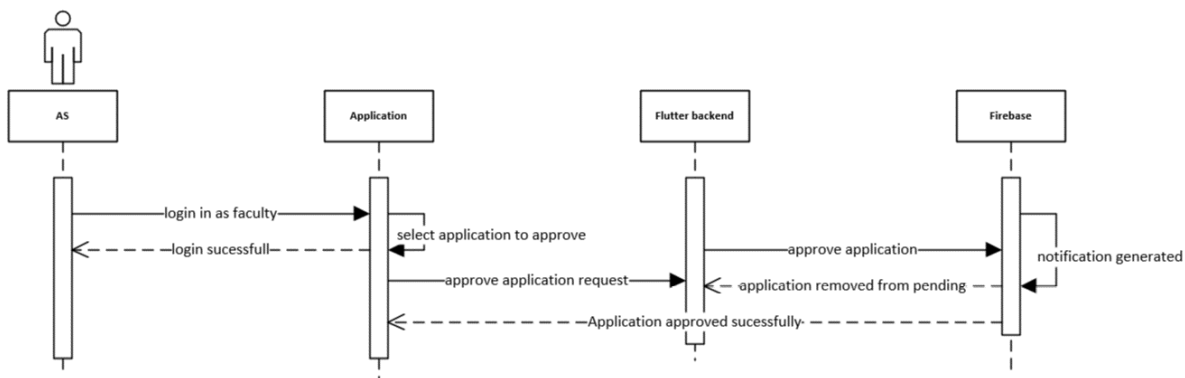 AS
Application
Flutter backend
Firebase
login in as faculty
select application to approve
login sucessfull
approve application
notification generated
approve application request
application removed from pending
Application approved sucessfully